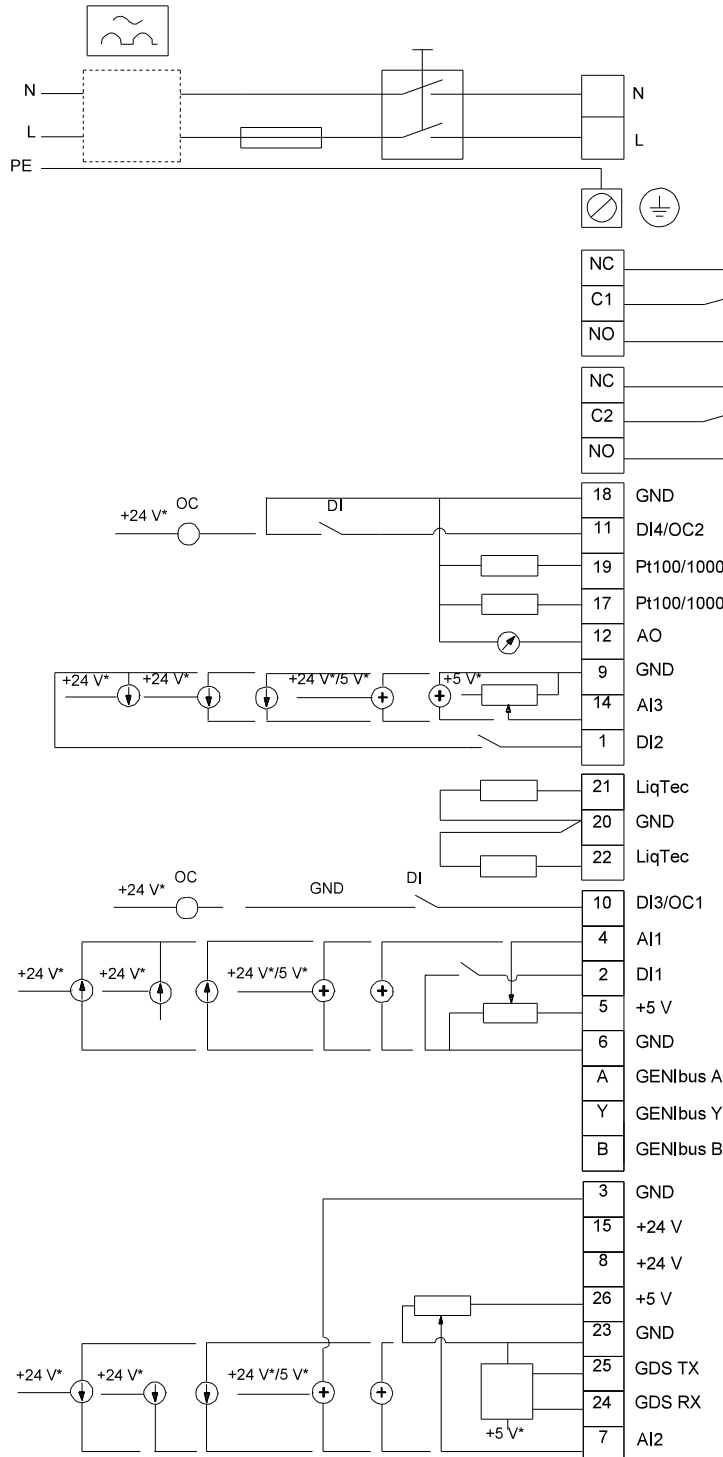 N N
L L
PE
NC
C1
NO
NC
C2
NO
18 GND
+24 V* OC DI 11 DI4/OC2
19 Pt100/1000
17 Pt100/1000
12 AO
9 GND
+24 V* +24 V* +24 V*/5 V* +5 V*
14 AI3
1 DI2
21 LiqTec
20 GND
22 LiqTec
+24 V* OC GND DI 10 DI3/OC1
4 AI1
+24 V* +24 V* +24 V*/5 V* 2 DI1
5 +5 V
6 GND
A GENIbus A
Y GENIbus Y
B GENIbus B
3 GND
15 +24 V
8 +24 V
26 +5 V
23 GND
+24 V* +24 V* +24 V*/5 V* 25 GDS TX
24 GDS RX
+5 V* 7 AI2